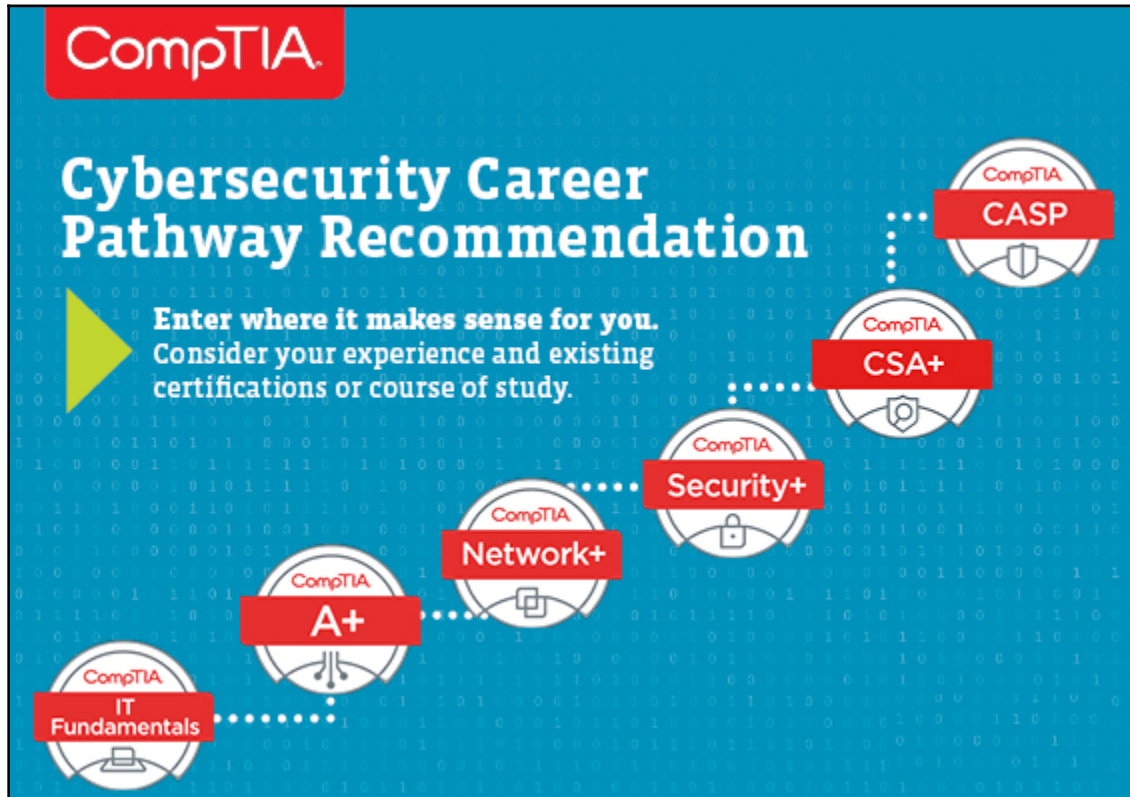 CompTIA.
Cybersecurity Career
Pathway Recommendation
Enter where it makes sense for you.
Consider your experience and existing
certifications or course of study.
CompTIA
CASP
CompTIA
CSA+
CompTIA
Security+
CompTIA
Network+
CompTIA
A+
CompTIA
IT
Fundamentals